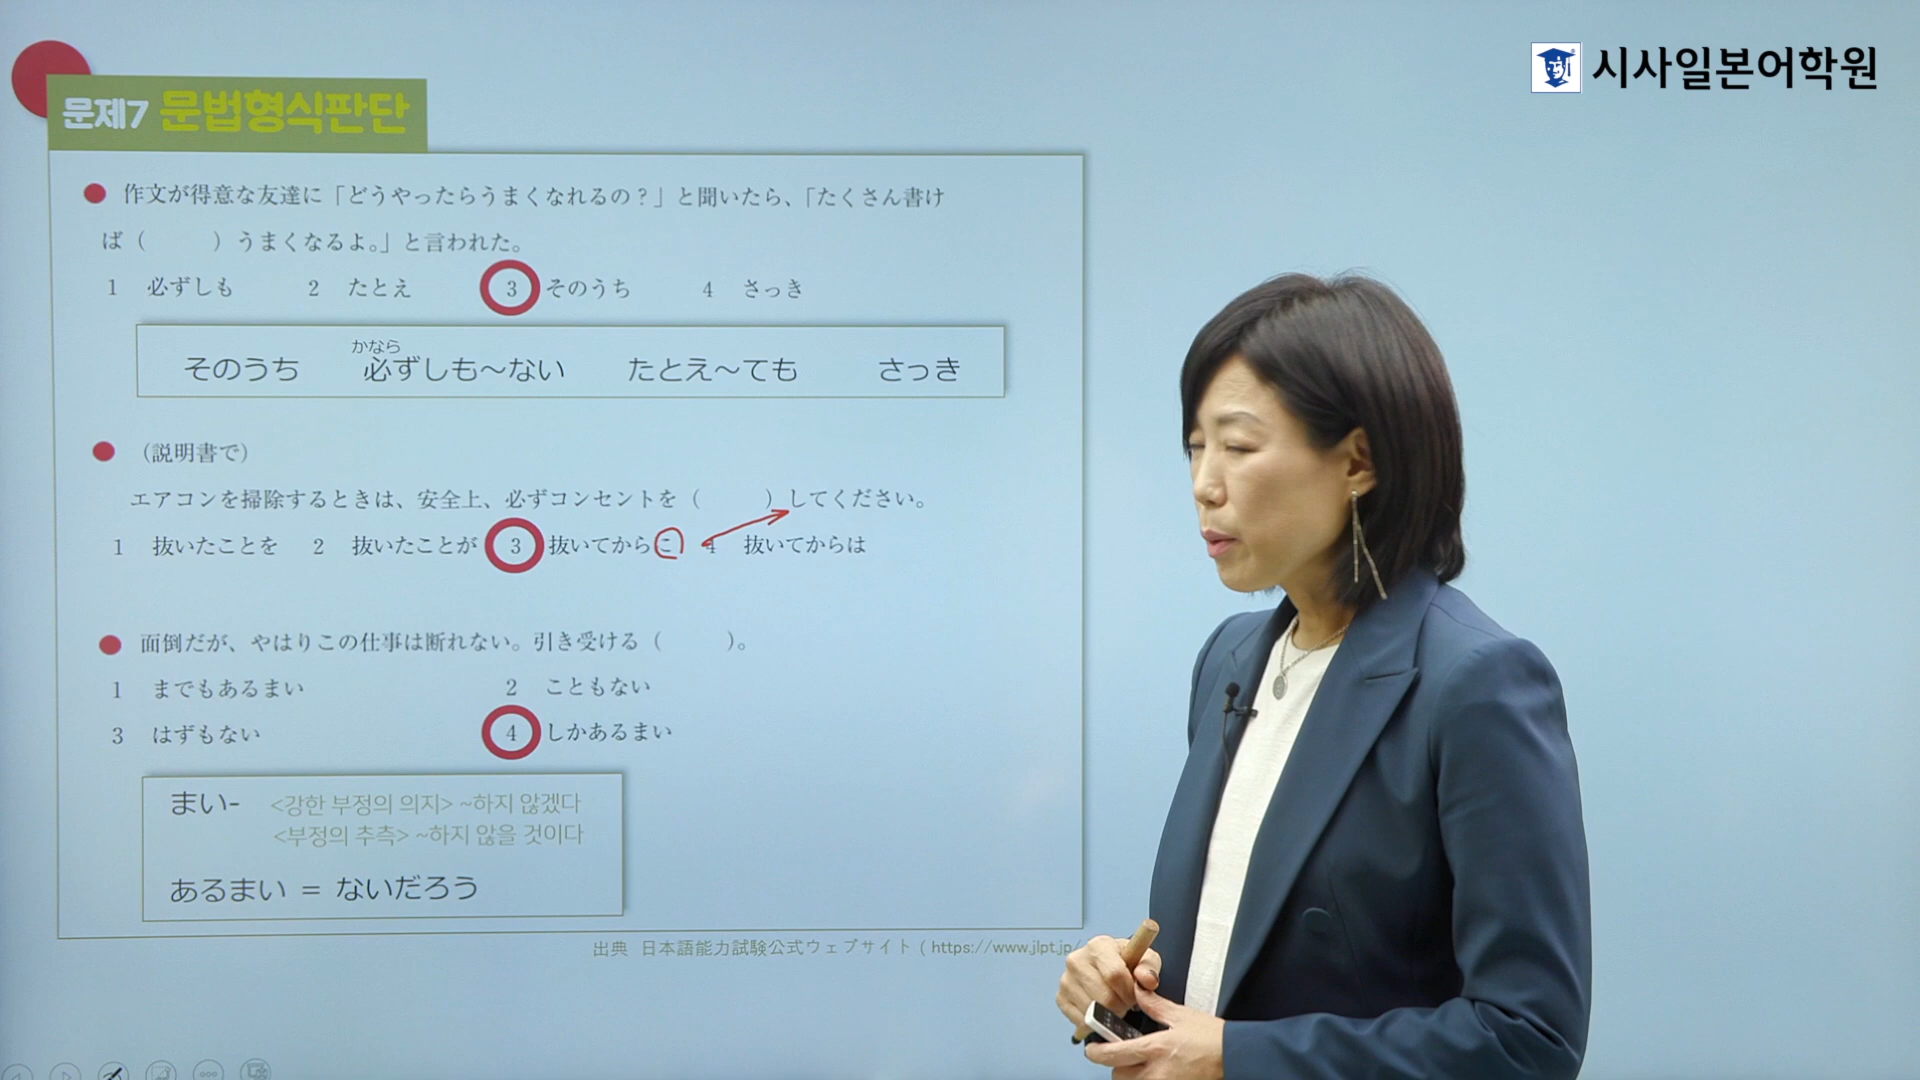 시사일본어학원
문제7 문법형식판단
作文が得意な友達に「どうやったらうまくなれるの？」と聞いたら、「たくさん書け
ば（　　　）うまくなるよ。」と言われた。
1 必ずしも 2 たとえ 3 そのうち 4 さっき
かなら
そのうち 必ずしも〜ない たとえ〜ても さっき
（説明書で）
エアコンを掃除するときは、安全上、必ずコンセントを（　　　）してください。
1 抜いたことを 2 抜いたことが 3 抜いてからに 4 抜いてからは
面倒だが、やはりこの仕事は断れない。引き受ける（　　　）。
1 までもあるまい 2 こともない
3 はずもない 4 しかあるまい
まい- <강한 부정의 의지> ~하지 않겠다
<부정의 추측> ~하지 않을 것이다
あるまい = ないだろう
出典 日本語能力試験公式ウェブサイト ( https://www.jlpt.jp/